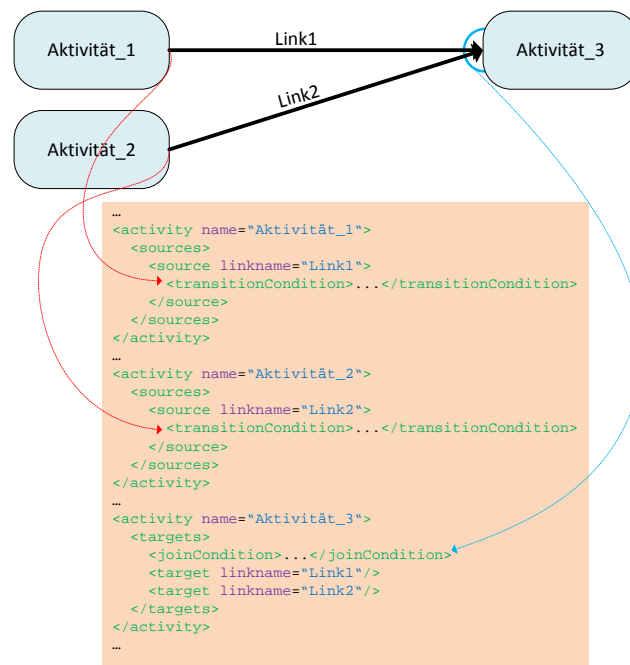 Aktivität_1
Link1
Aktivität_3
Link2
Aktivität_2
…
<activity name="Aktivität_1">
<sources>
<source linkname="Link1">
<transitionCondition>...</transitionCondition>
</source>
</sources>
</activity>
…
<activity name="Aktivität_2">
<sources>
<source linkname="Link2">
<transitionCondition>...</transitionCondition>
</source>
</sources>
</activity>
…
<activity name="Aktivität_3">
<targets>
<joinCondition>...</joinCondition>
<target linkname="Link1"/>
<target linkname="Link2"/>
</targets>
</activity>
…